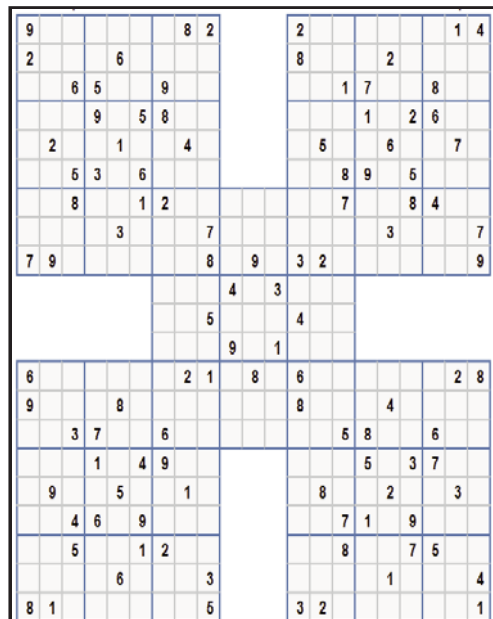 9 8 2 2 1 4
2 6 8 2
6 5 9 1 7 8
9 5 8 1 2 6
2 1 4 5 6 7
5 3 6 8 9 5
8 1 2 7 8 4
3 7 3 7
7 9 8 9 3 2 9
4 3
5 4
9 1
6 2 1 8 6 2 8
9 8 8 4
3 7 6 5 8 6
1 4 9 5 3 7
9 5 1 8 2 3
4 6 9 7 1 9
5 1 2 8 7 5
6 3 1 4
8 1 5 3 2 1